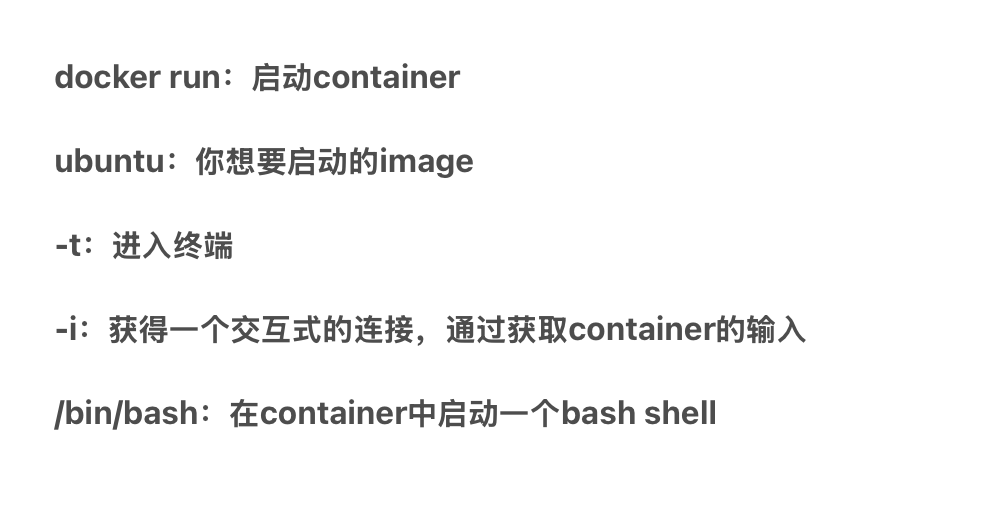 docker run：启动container
ubuntu：你想要启动的image
-t：进入终端
-i：获得一个交互式的连接，通过获取container的输入
/bin/bash：在container中启动一个bash shell